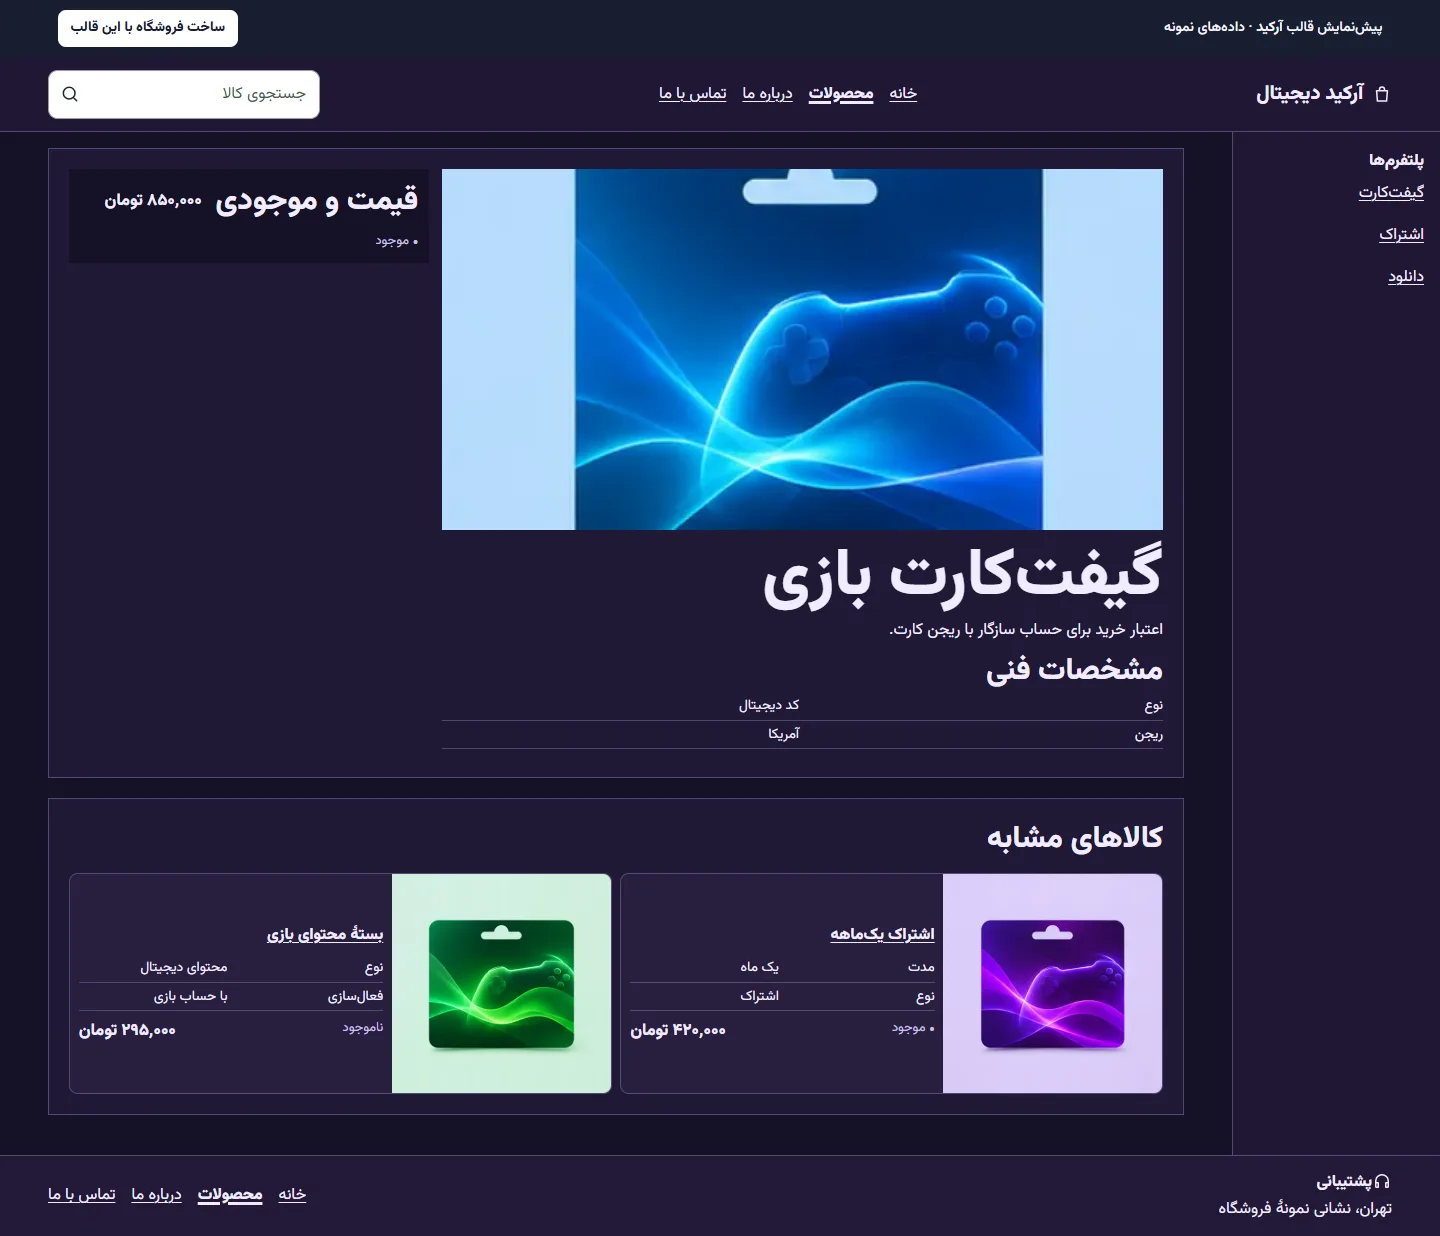 پیش‌نمایش قالب آرکید · داده‌های نمونه
ساخت فروشگاه با این قالب
آرکید دیجیتال
خانه
محصولات
درباره ما
تماس با ما
جستجوی کالا
پلتفرم‌ها
گیفت‌کارت
اشتراک
دانلود
گیفت‌کارت بازی
اعتبار خرید برای حساب سازگار با ریجن کارت.
مشخصات فنی
نوع کد دیجیتال
ریجن آمریکا
قیمت و موجودی ۸۵۰,۰۰۰ تومان
• موجود
کالاهای مشابه
اشتراک یک‌ماهه
مدت یک ماه
نوع اشتراک
• موجود ۴۲۰,۰۰۰ تومان
بستهٔ محتوای بازی
نوع محتوای دیجیتال
فعال‌سازی با حساب بازی
ناموجود ۲۹۵,۰۰۰ تومان
پشتیبانی
تهران، نشانی نمونهٔ فروشگاه
خانه
محصولات
درباره ما
تماس با ما